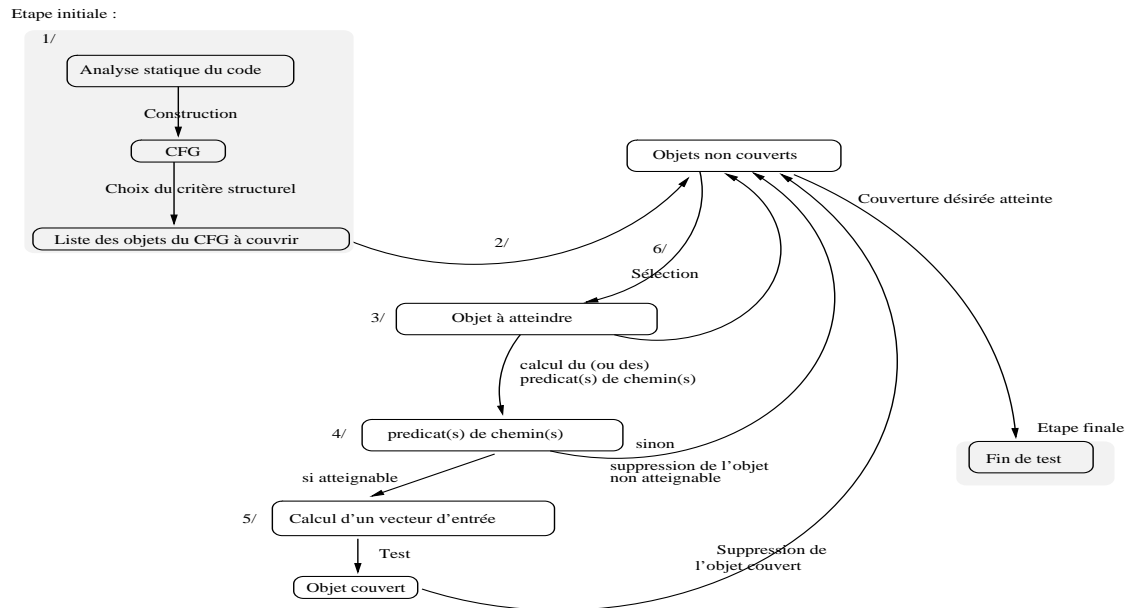 Etape initiale :
1/
Analyse statique du code
Construction
CFG
Choix du critère structurel
Liste des objets du CFG à couvrir
2/
Objets non couverts
Couverture désirée atteinte
6/
Sélection
3/
Objet à atteindre
calcul du (ou des)
predicat(s) de chemin(s)
4/
predicat(s) de chemin(s)
sinon
suppression de l'objet
non atteignable
si atteignable
5/
Calcul d'un vecteur d'entrée
Test
Objet couvert
Suppression de
l'objet couvert
Etape finale
Fin de test